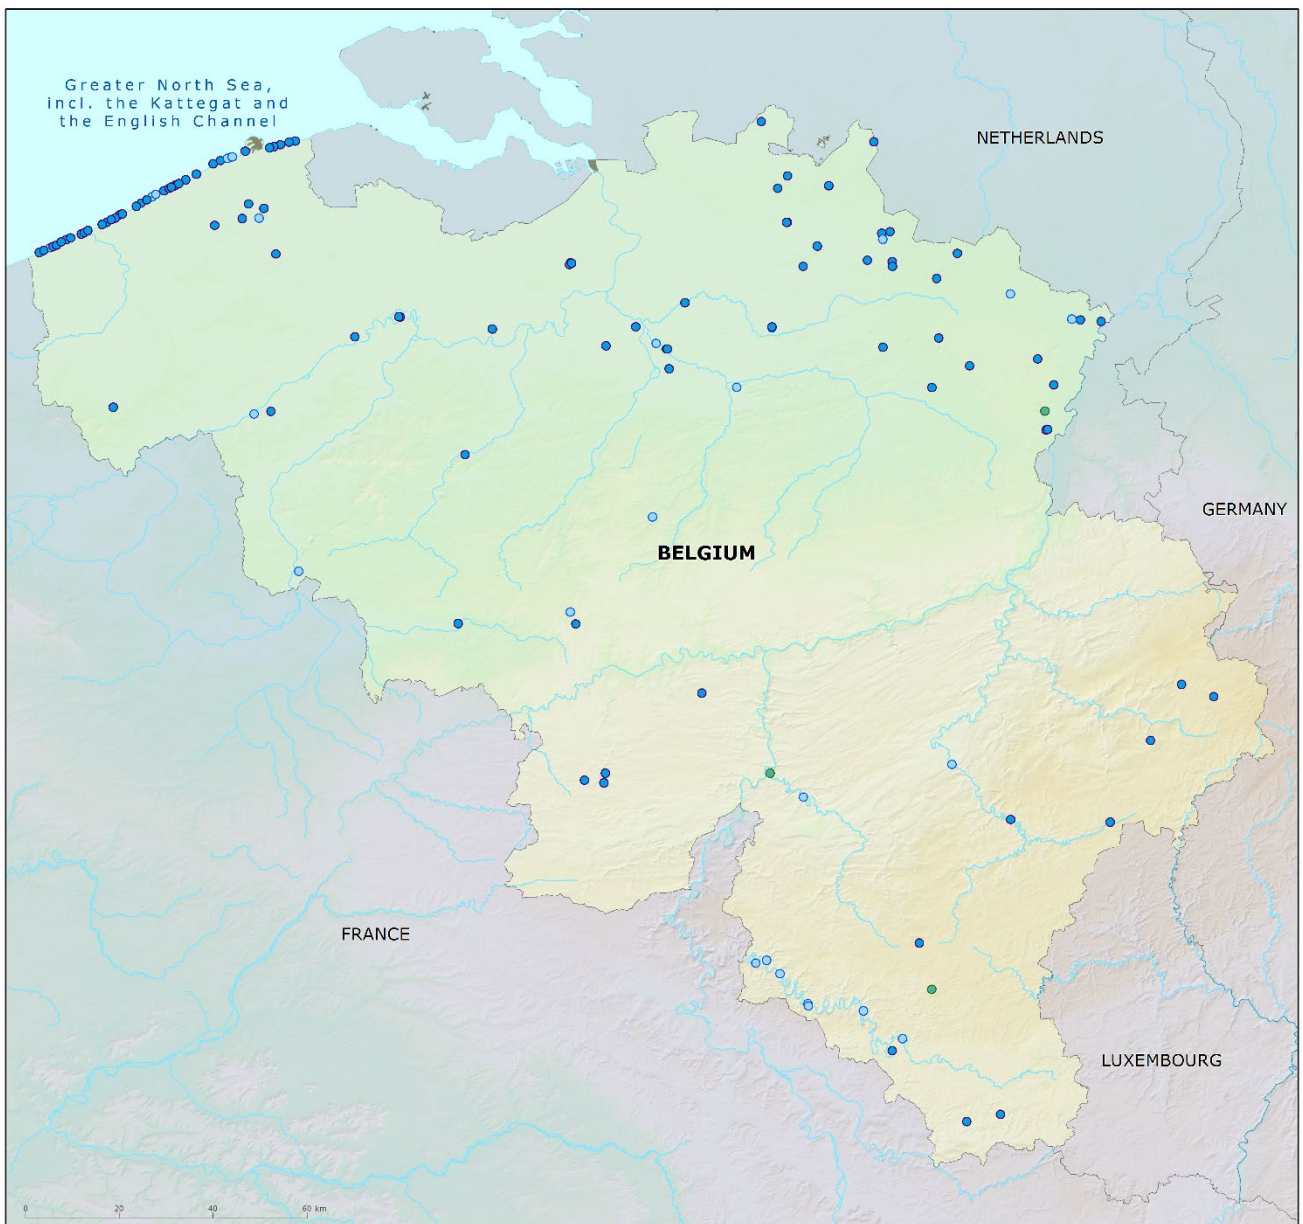 Greater North Sea,
incl. the Kattegat and
the English Channel
NETHERLANDS
GERMANY
BELGIUM
FRANCE
LUXEMBOURG
0 20 40 60 km